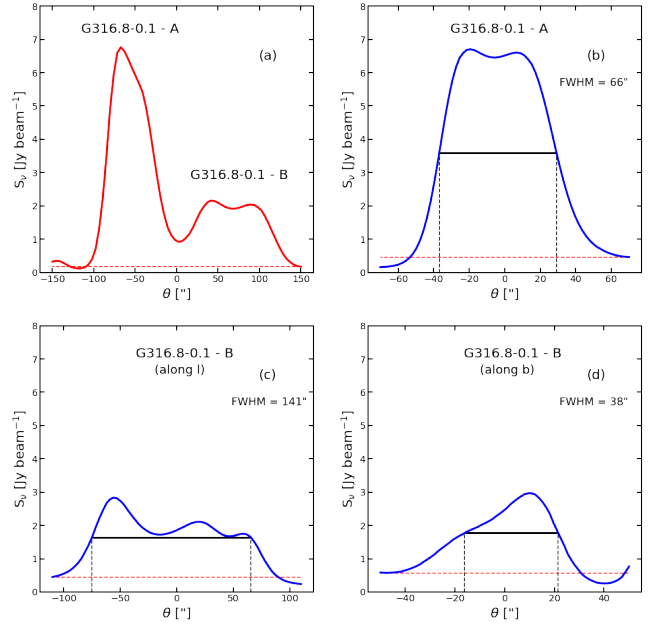 G316.8-0.1 - A
(a)
G316.8-0.1 - B
Sν [Jy beam−1]
8
7
6
5
4
3
2
1
0
−150 −100 −50 0 50 100 150
θ ["]
G316.8-0.1 - A
(b)
FWHM = 66"
Sν [Jy beam−1]
8
7
6
5
4
3
2
1
0
−60 −40 −20 0 20 40 60
θ ["]
G316.8-0.1 - B
(along l)
(c)
FWHM = 141"
Sν [Jy beam−1]
8
7
6
5
4
3
2
1
0
−100 −50 0 50 100
θ ["]
G316.8-0.1 - B
(along b)
(d)
FWHM = 38"
Sν [Jy beam−1]
8
7
6
5
4
3
2
1
0
−40 −20 0 20 40
θ ["]